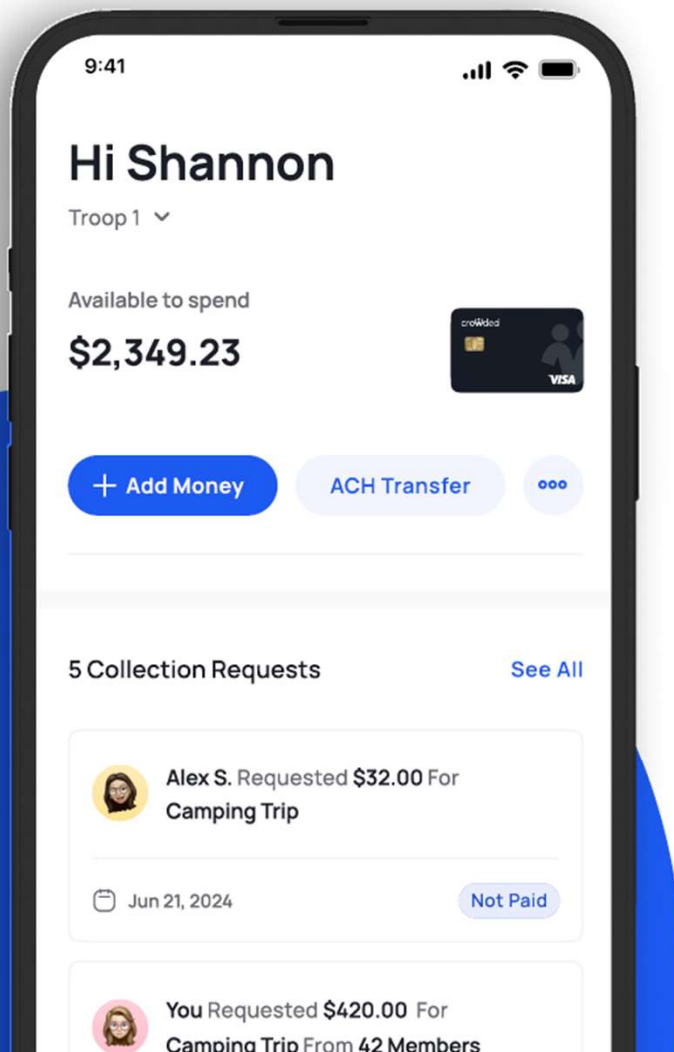 9:41
Hi Shannon
Troop 1
Available to spend
$2,349.23
crowded
VISA
+ Add Money
ACH Transfer
5 Collection Requests
See All
Alex S. Requested $32.00 For
Camping Trip
Jun 21, 2024
Not Paid
You Requested $420.00 For
Camping Trip From 42 Members